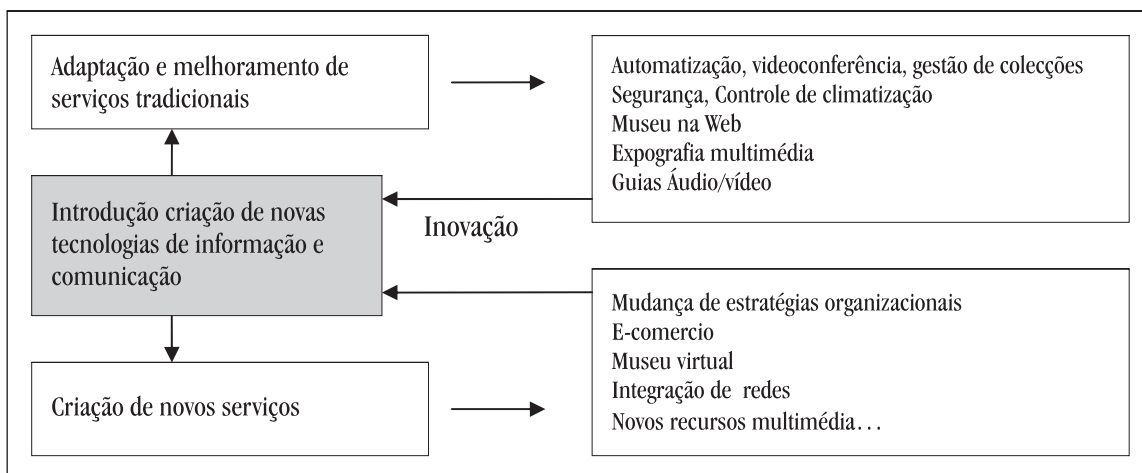 Adaptação e melhoramento de
serviços tradicionais
Automatização, videoconferência, gestão de colecções
Segurança, Controle de climatização
Museu na Web
Expografia multimédia
Guias Áudio/vídeo
Introdução criação de novas
tecnologias de informação e
comunicação
Inovação
Mudança de estratégias organizacionais
E-comercio
Museu virtual
Integração de redes
Novos recursos multimédia…
Criação de novos serviços